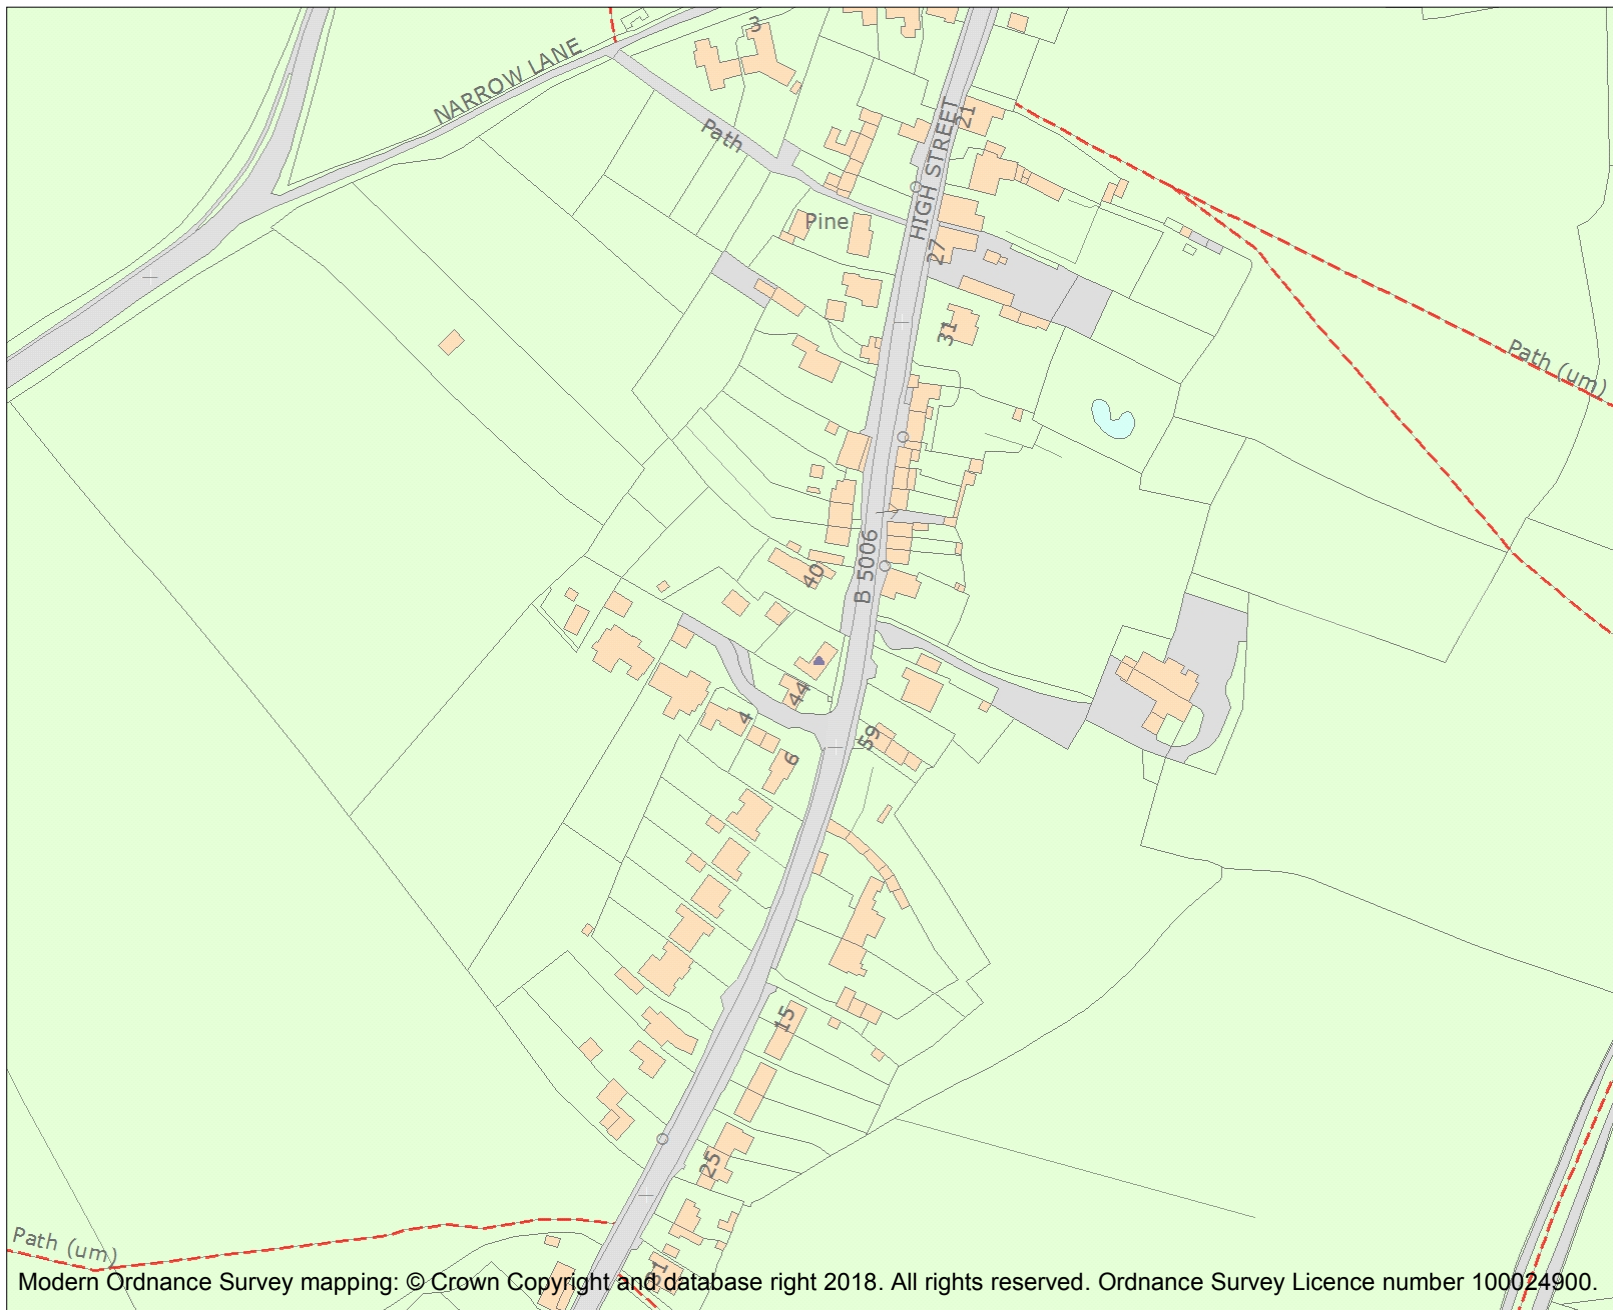 3
NARROW LANE
Path
21
HIGH STREET
Pine
27
31
Path (um)
B 5006
40
44
4
59
6
15
25
Path (um)
31
Modern Ordnance Survey mapping: © Crown Copyright and database right 2018. All rights reserved. Ordnance Survey Licence number 100024900.